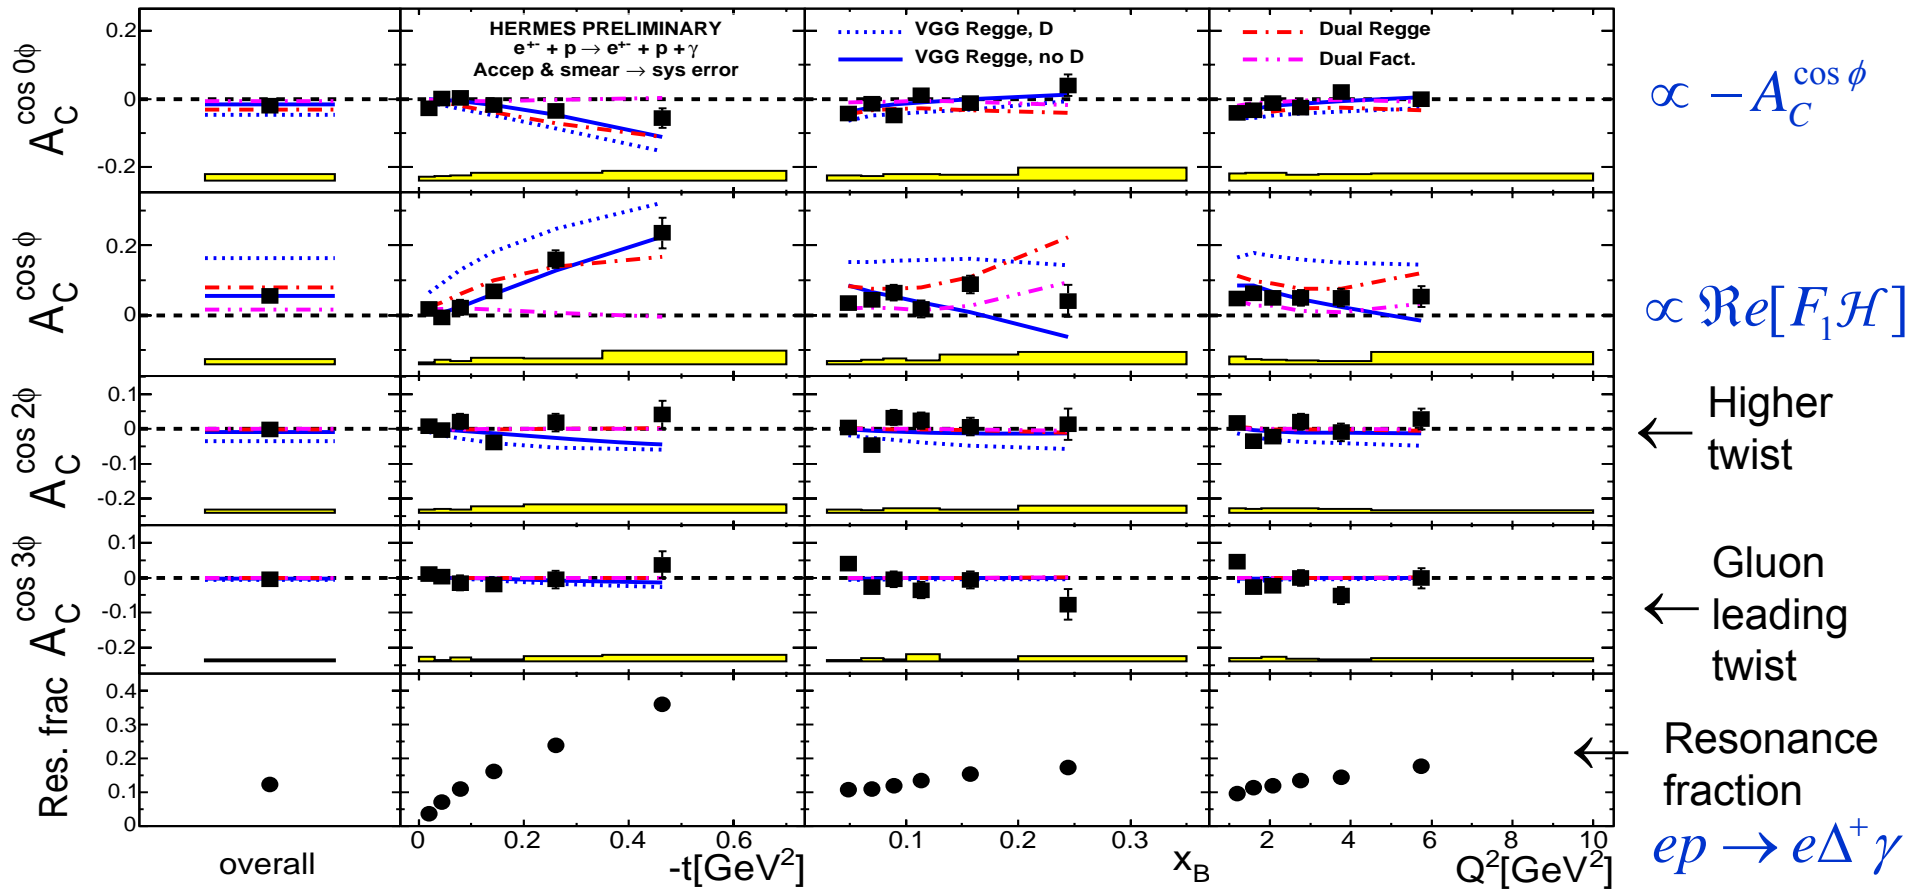 HERMES PRELIMINARY
e+- + p → e+- + p + γ
Accep & smear → sys error
VGG Regge, D
VGG Regge, no D
Dual Regge
Dual Fact.
A_C^cos 0ϕ
0.2
0
-0.2
∝ −A_C^cos ϕ
A_C^cos ϕ
0.2
0
∝ ℜe[F₁ℋ]
A_C^cos 2ϕ
0.1
0
-0.1
-0.2
← Higher
twist
A_C^cos 3ϕ
0.1
0
-0.1
-0.2
← Gluon
leading
twist
Res. frac
0.4
0.3
0.2
0.1
0
← Resonance
fraction
ep → eΔ⁺γ
0 0.2 0.4 0.6
0.1 0.2 0.3
2 4 6 8 10
overall
-t[GeV²]
x_B
Q²[GeV²]